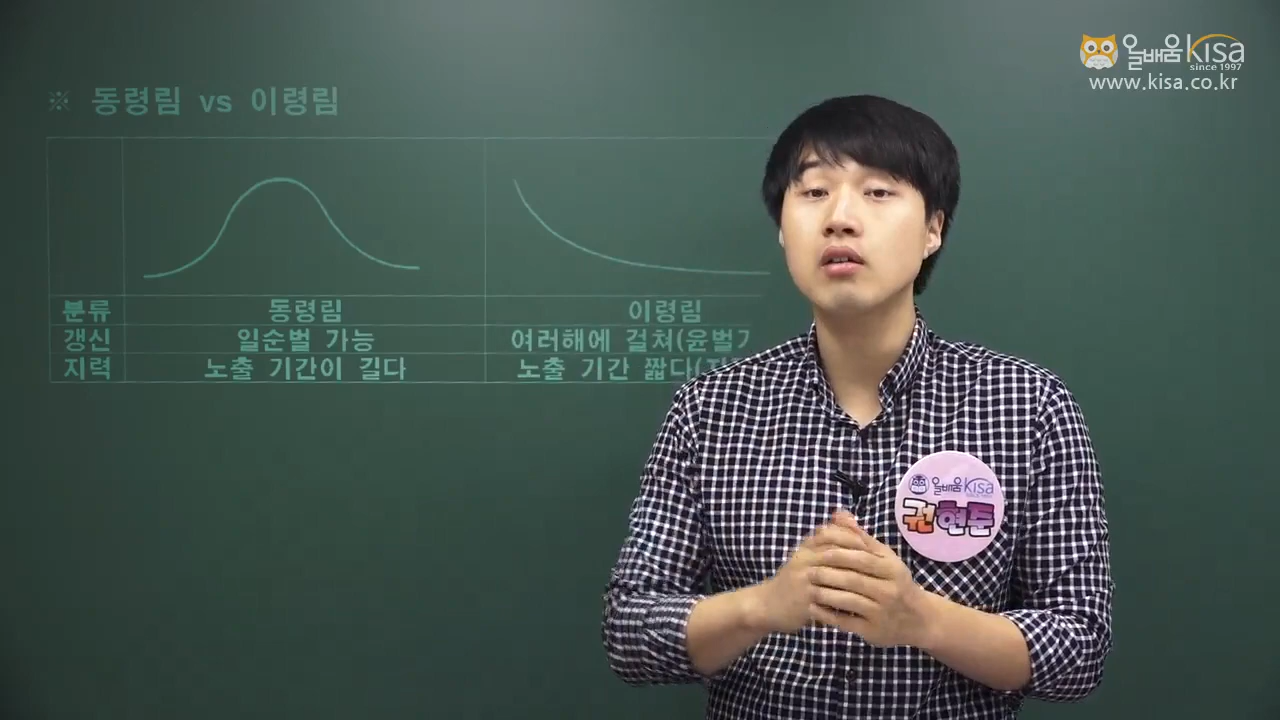 올배움kisa
since 1997
www.kisa.co.kr
※ 동령림 vs 이령림
분류 동령림 이령림
갱신 일순벌 가능 여러해에 걸쳐(윤벌
지력 노출 기간이 길다 노출 기간 짧다(
올배움kisa
권현준